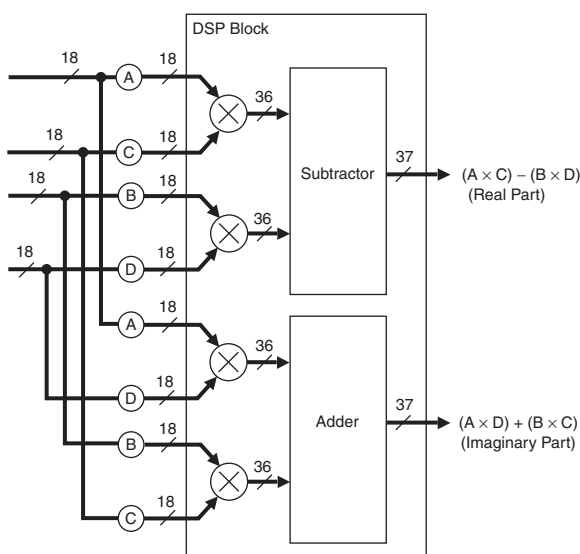 DSP Block
18
A
18
36
18
C
18
Subtractor
37
(A × C) – (B × D)
(Real Part)
18
B
18
36
18
D
18
18
A
36
18
D
Adder
37
(A × D) + (B × C)
(Imaginary Part)
18
B
36
18
C